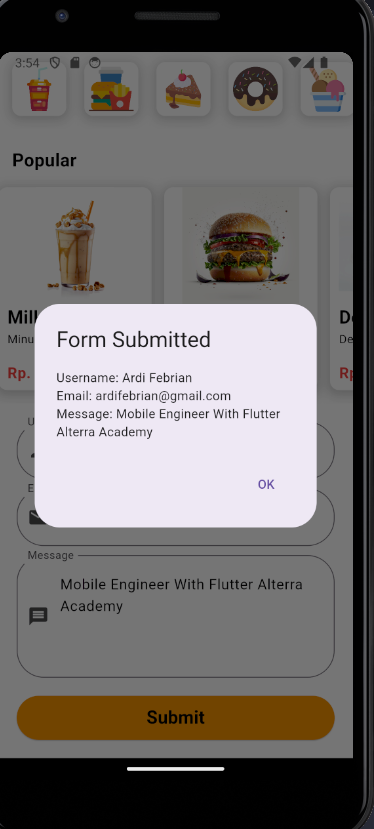 3:54
Popular
Mil
Minu
Rp.
De
De
Rp
Form Submitted
Username: Ardi Febrian
Email: ardifebrian@gmail.com
Message: Mobile Engineer With Flutter
Alterra Academy
OK
U
E
Message
Mobile Engineer With Flutter Alterra
Academy
Submit